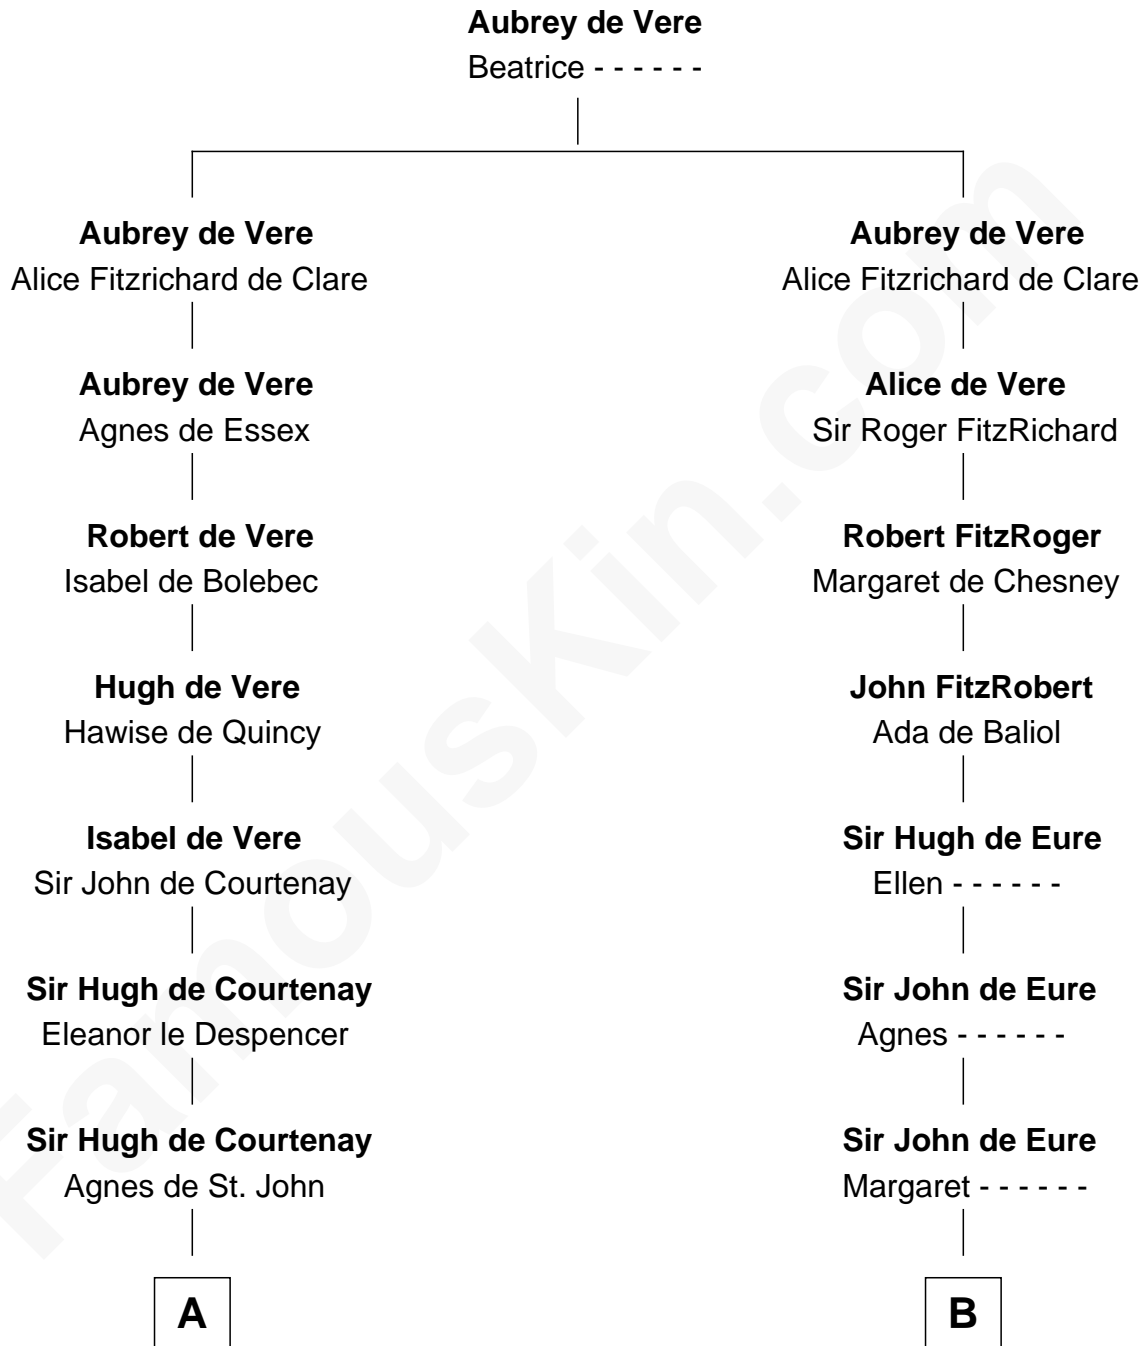 Aubrey de Vere
Beatrice - - - - - -
Aubrey de Vere
Alice Fitzrichard de Clare
Aubrey de Vere
Alice Fitzrichard de Clare
Aubrey de Vere
Agnes de Essex
Alice de Vere
Sir Roger FitzRichard
Robert de Vere
Isabel de Bolebec
Robert FitzRoger
Margaret de Chesney
Hugh de Vere
Hawise de Quincy
John FitzRobert
Ada de Baliol
Isabel de Vere
Sir John de Courtenay
Sir Hugh de Eure
Ellen - - - - - -
Sir Hugh de Courtenay
Eleanor le Despencer
Sir John de Eure
Agnes - - - - - -
Sir Hugh de Courtenay
Agnes de St. John
Sir John de Eure
Margaret - - - - - -
A
B
FamousKin.com